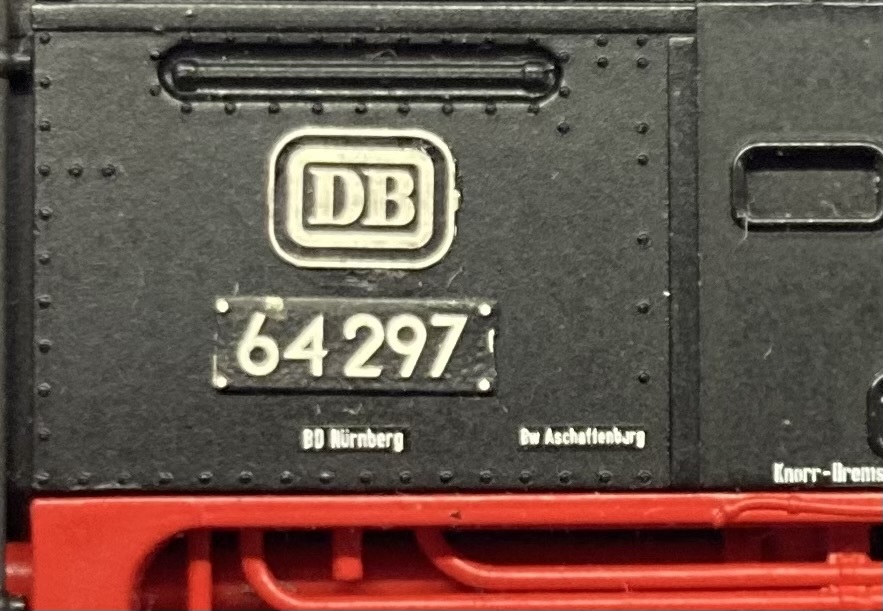 DB
64 297
BD Nürnberg
Bw Aschaffenburg
Knorr-Brems